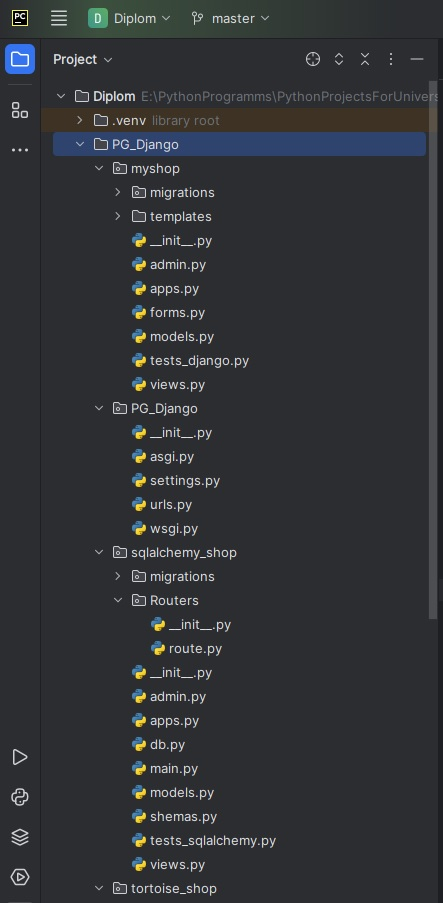 PC D Diplom master
Project
Diplom E:\PythonProgramms\PythonProjectsForUnivers
.venv library root
PG_Django
myshop
migrations
templates
__init__.py
admin.py
apps.py
forms.py
models.py
tests_django.py
views.py
PG_Django
__init__.py
asgi.py
settings.py
urls.py
wsgi.py
sqlalchemy_shop
migrations
Routers
__init__.py
route.py
__init__.py
admin.py
apps.py
db.py
main.py
models.py
shemas.py
tests_sqlalchemy.py
views.py
tortoise_shop